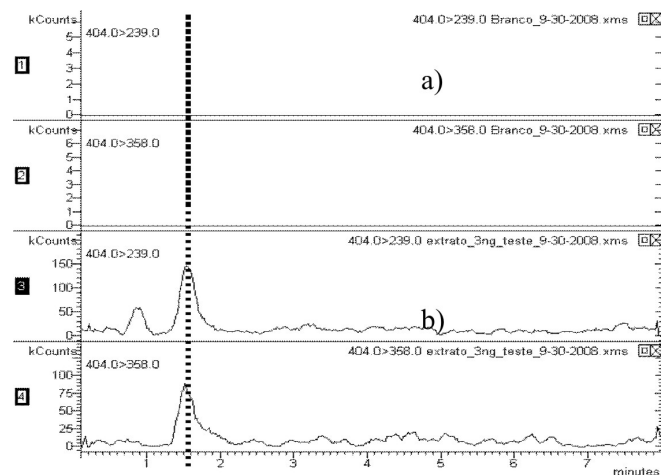 kCounts
404.0>239.0
404.0>239.0 Branco_9-30-2008.xms
6
5
4
3
2
1
0
1
a)
kCounts
404.0>358.0
404.0>358.0 Branco_9-30-2008.xms
6
5
4
3
2
1
0
2
kCounts
404.0>239.0
404.0>239.0 extrato_3ng_teste_9-30-2008.xms
150
100
50
0
3
b)
kCounts
404.0>358.0
404.0>358.0 extrato_3ng_teste_9-30-2008.xms
100
75
50
25
0
4
1 2 3 4 5 6 7
minutes